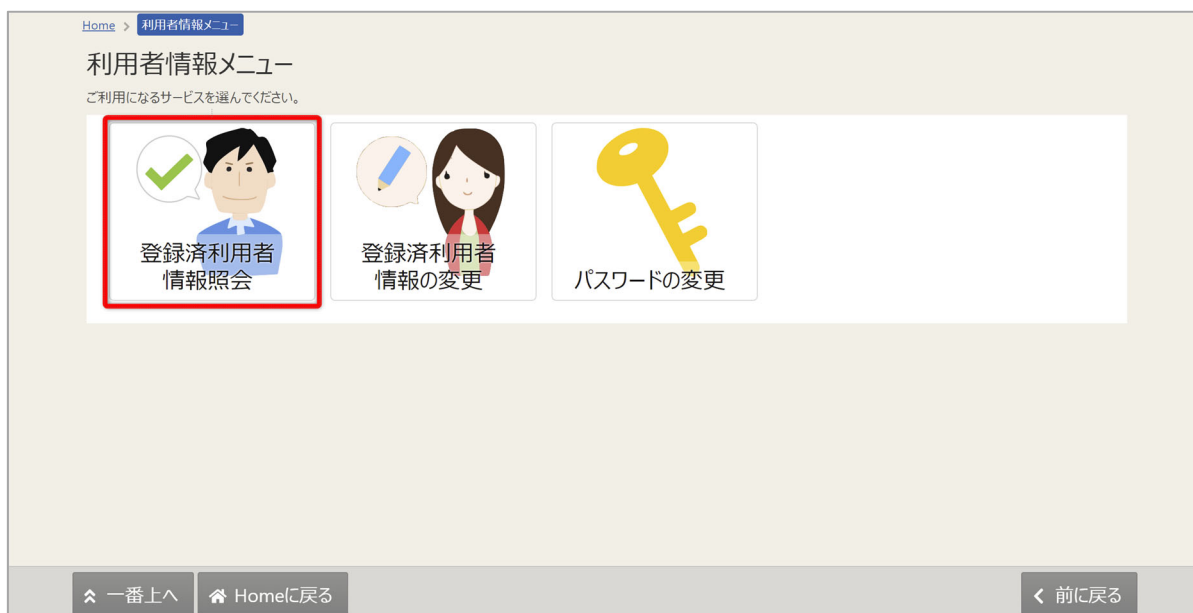 Home > 利用者情報メニュー
利用者情報メニュー
ご利用になるサービスを選んでください。
登録済利用者
情報照会
登録済利用者
情報の変更
パスワードの変更
一番上へ
Homeに戻る
前に戻る